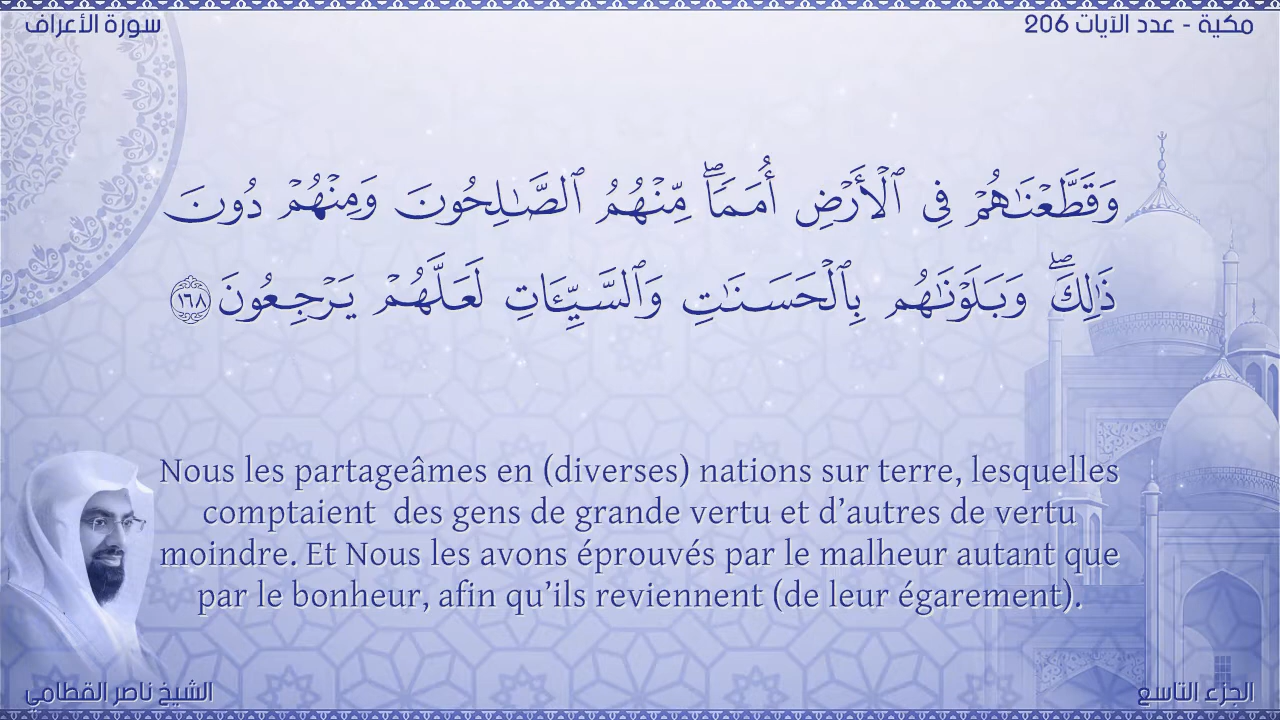 سورة الأعراف
مكية - عدد الآيات 206
وَقَطَّعْنَٰهُمْ فِى ٱلْأَرْضِ أُمَمًاۖ مِّنْهُمُ ٱلصَّٰلِحُونَ وَمِنْهُمْ دُونَ
ذَٰلِكَۖ وَبَلَوْنَٰهُم بِٱلْحَسَنَٰتِ وَٱلسَّيِّـَٔاتِ لَعَلَّهُمْ يَرْجِعُونَ ١٦٨
Nous les partageâmes en (diverses) nations sur terre, lesquelles
comptaient des gens de grande vertu et d’autres de vertu
moindre. Et Nous les avons éprouvés par le malheur autant que
par le bonheur, afin qu’ils reviennent (de leur égarement).
الشيخ ناصر القطامي
الجزء التاسع